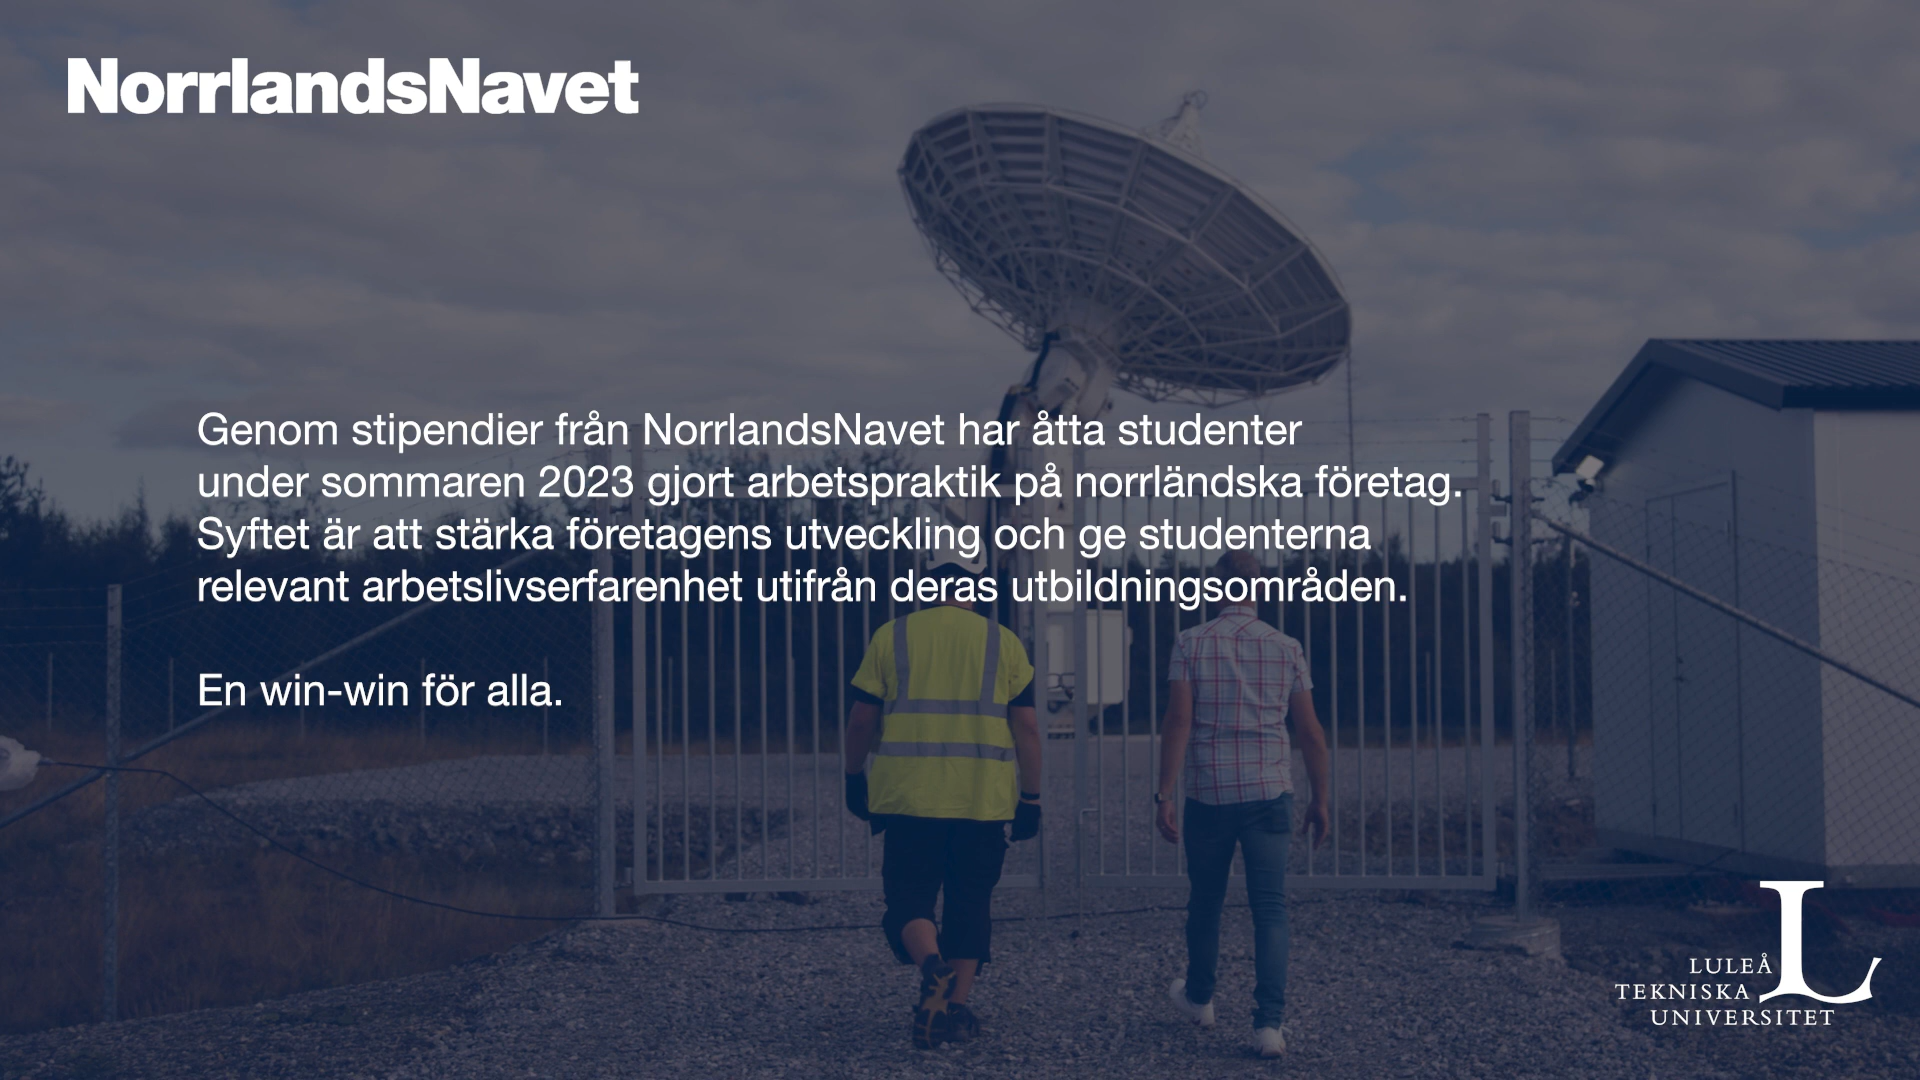 NorrlandsNavet
Genom stipendier från NorrlandsNavet har åtta studenter
under sommaren 2023 gjort arbetspraktik på norrländska företag.
Syftet är att stärka företagens utveckling och ge studenterna
relevant arbetslivserfarenhet utifrån deras utbildningsområden.
En win-win för alla.
LULEÅ
TEKNISKA
UNIVERSITET
L